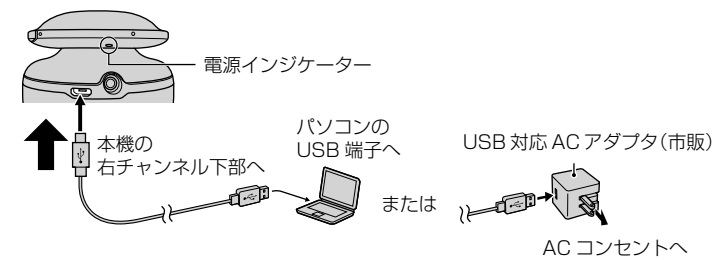 電源インジケーター
本機の
右チャンネル下部へ
パソコンの
USB 端子へ
または
USB 対応 AC アダプタ(市販)
AC コンセントへ